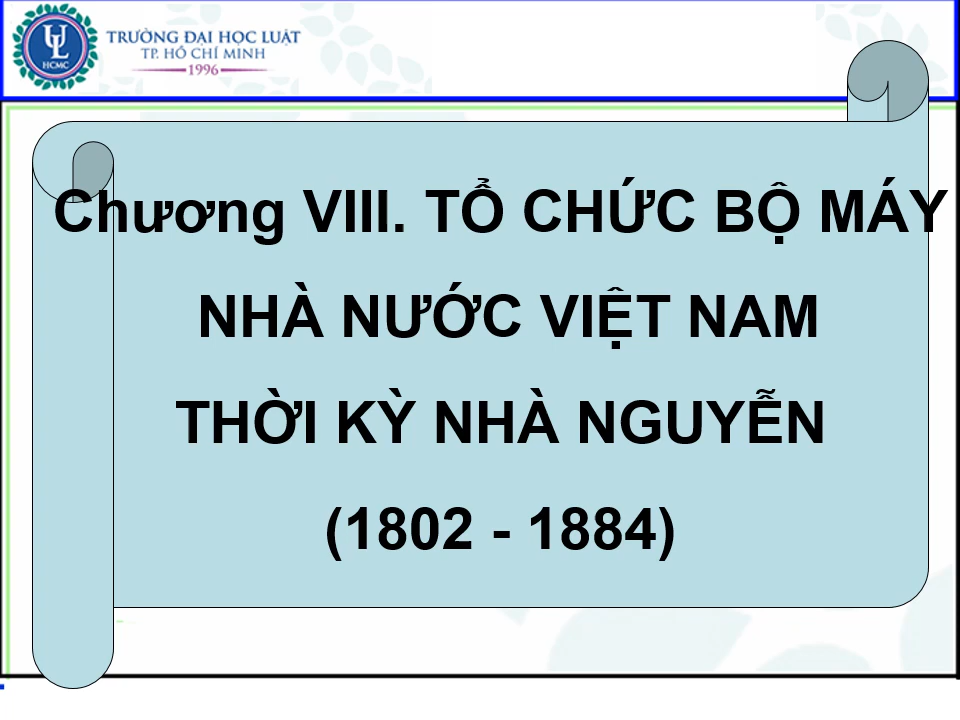 TRƯỜNG ĐẠI HỌC LUẬT
TP. HỒ CHÍ MINH
1996
UL
HCMC
Chương VIII. TỔ CHỨC BỘ MÁY
NHÀ NƯỚC VIỆT NAM
THỜI KỲ NHÀ NGUYỄN
(1802 - 1884)